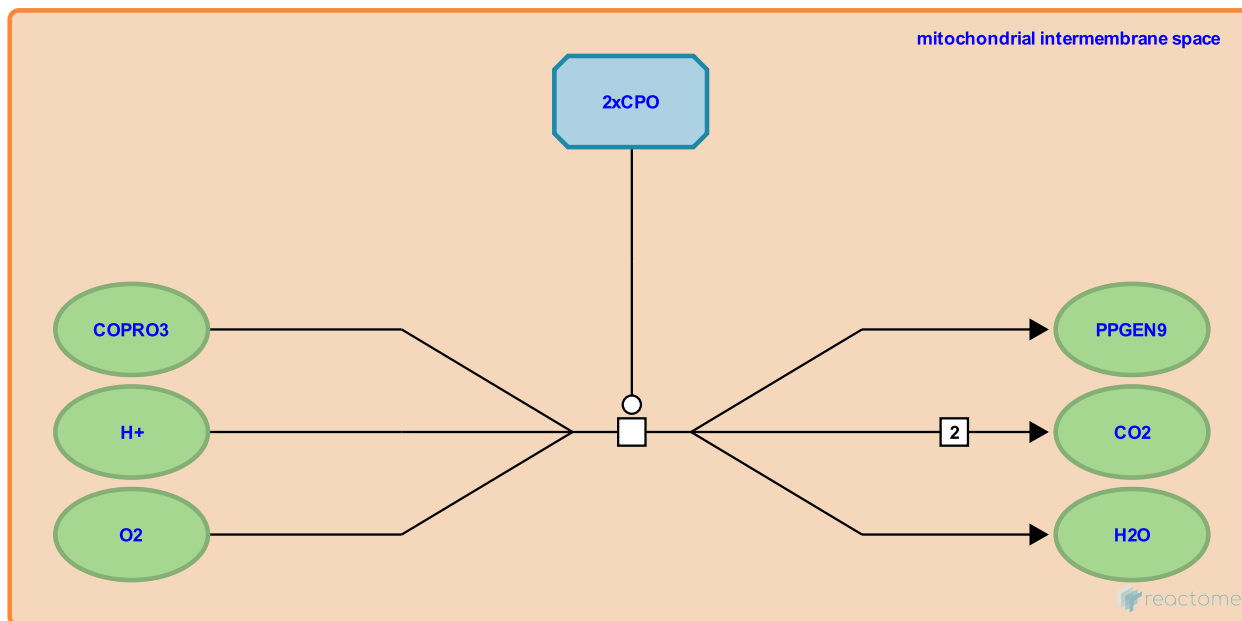 mitochondrial intermembrane space
2xCPO
COPRO3
PPGEN9
H+
2
CO2
O2
H2O
reactome